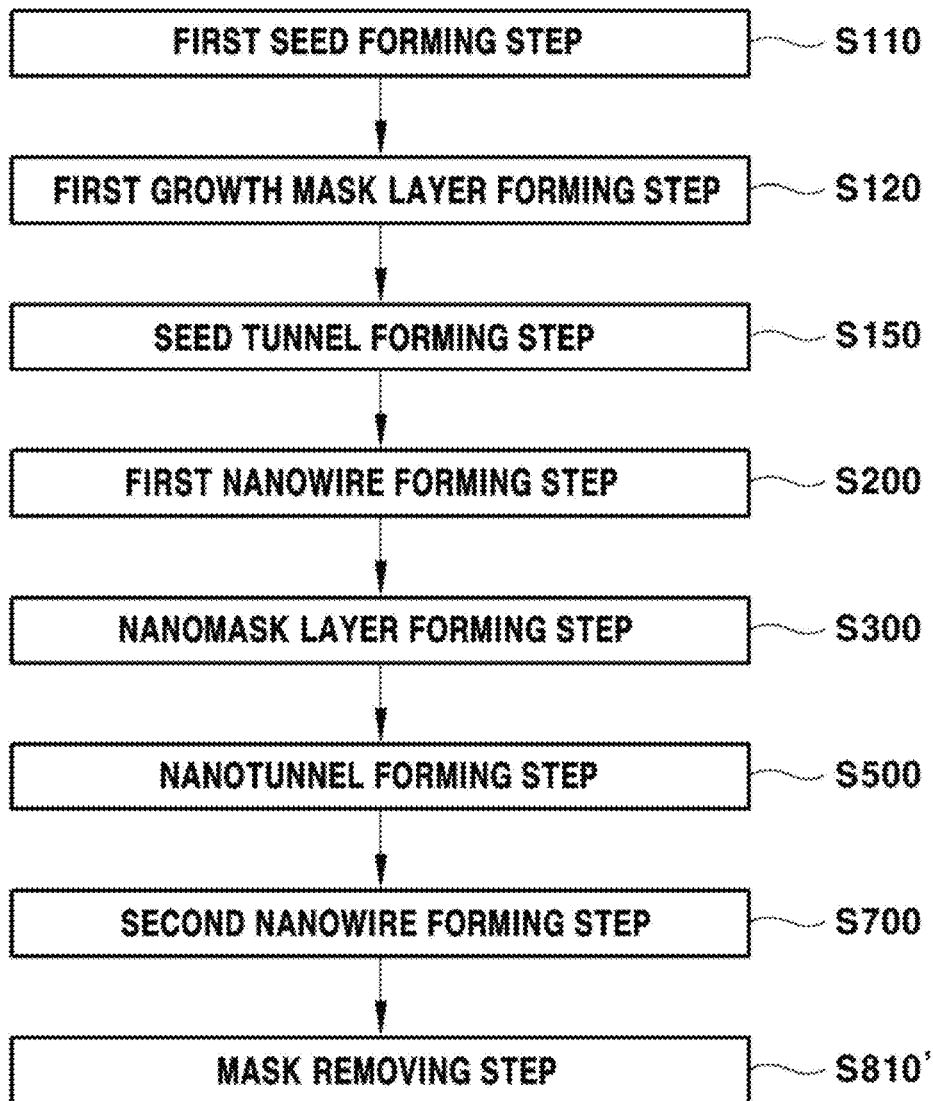 FIRST SEED FORMING STEP S110
FIRST GROWTH MASK LAYER FORMING STEP S120
SEED TUNNEL FORMING STEP S150
FIRST NANOWIRE FORMING STEP S200
NANOMASK LAYER FORMING STEP S300
NANOTUNNEL FORMING STEP S500
SECOND NANOWIRE FORMING STEP S700
MASK REMOVING STEP S810'